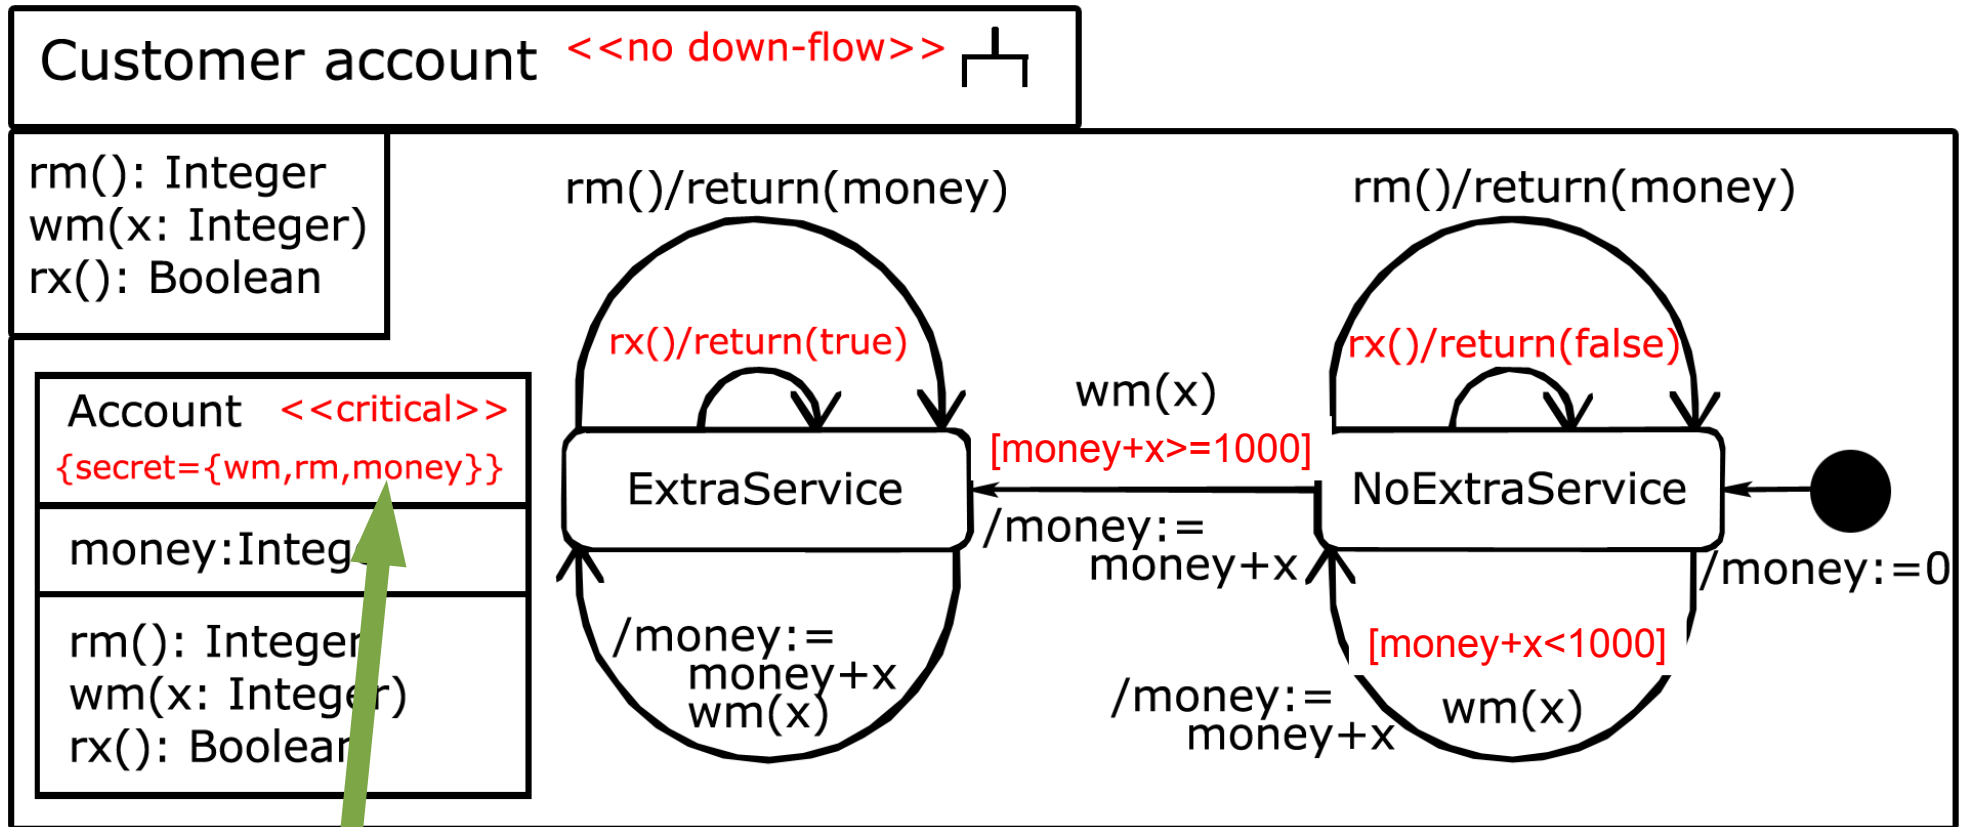 Customer account <<no down-flow>>
rm(): Integer
wm(x: Integer)
rx(): Boolean
Account <<critical>>
{secret={wm,rm,money}}
money:Integer
rm(): Integer
wm(x: Integer)
rx(): Boolean
rm()/return(money)
rx()/return(true)
ExtraService
/money:=
money+x
wm(x)
wm(x)
[money+x>=1000]
/money:=
money+x
rm()/return(money)
rx()/return(false)
NoExtraService
/money:=0
[money+x<1000]
wm(x)
/money:=
money+x